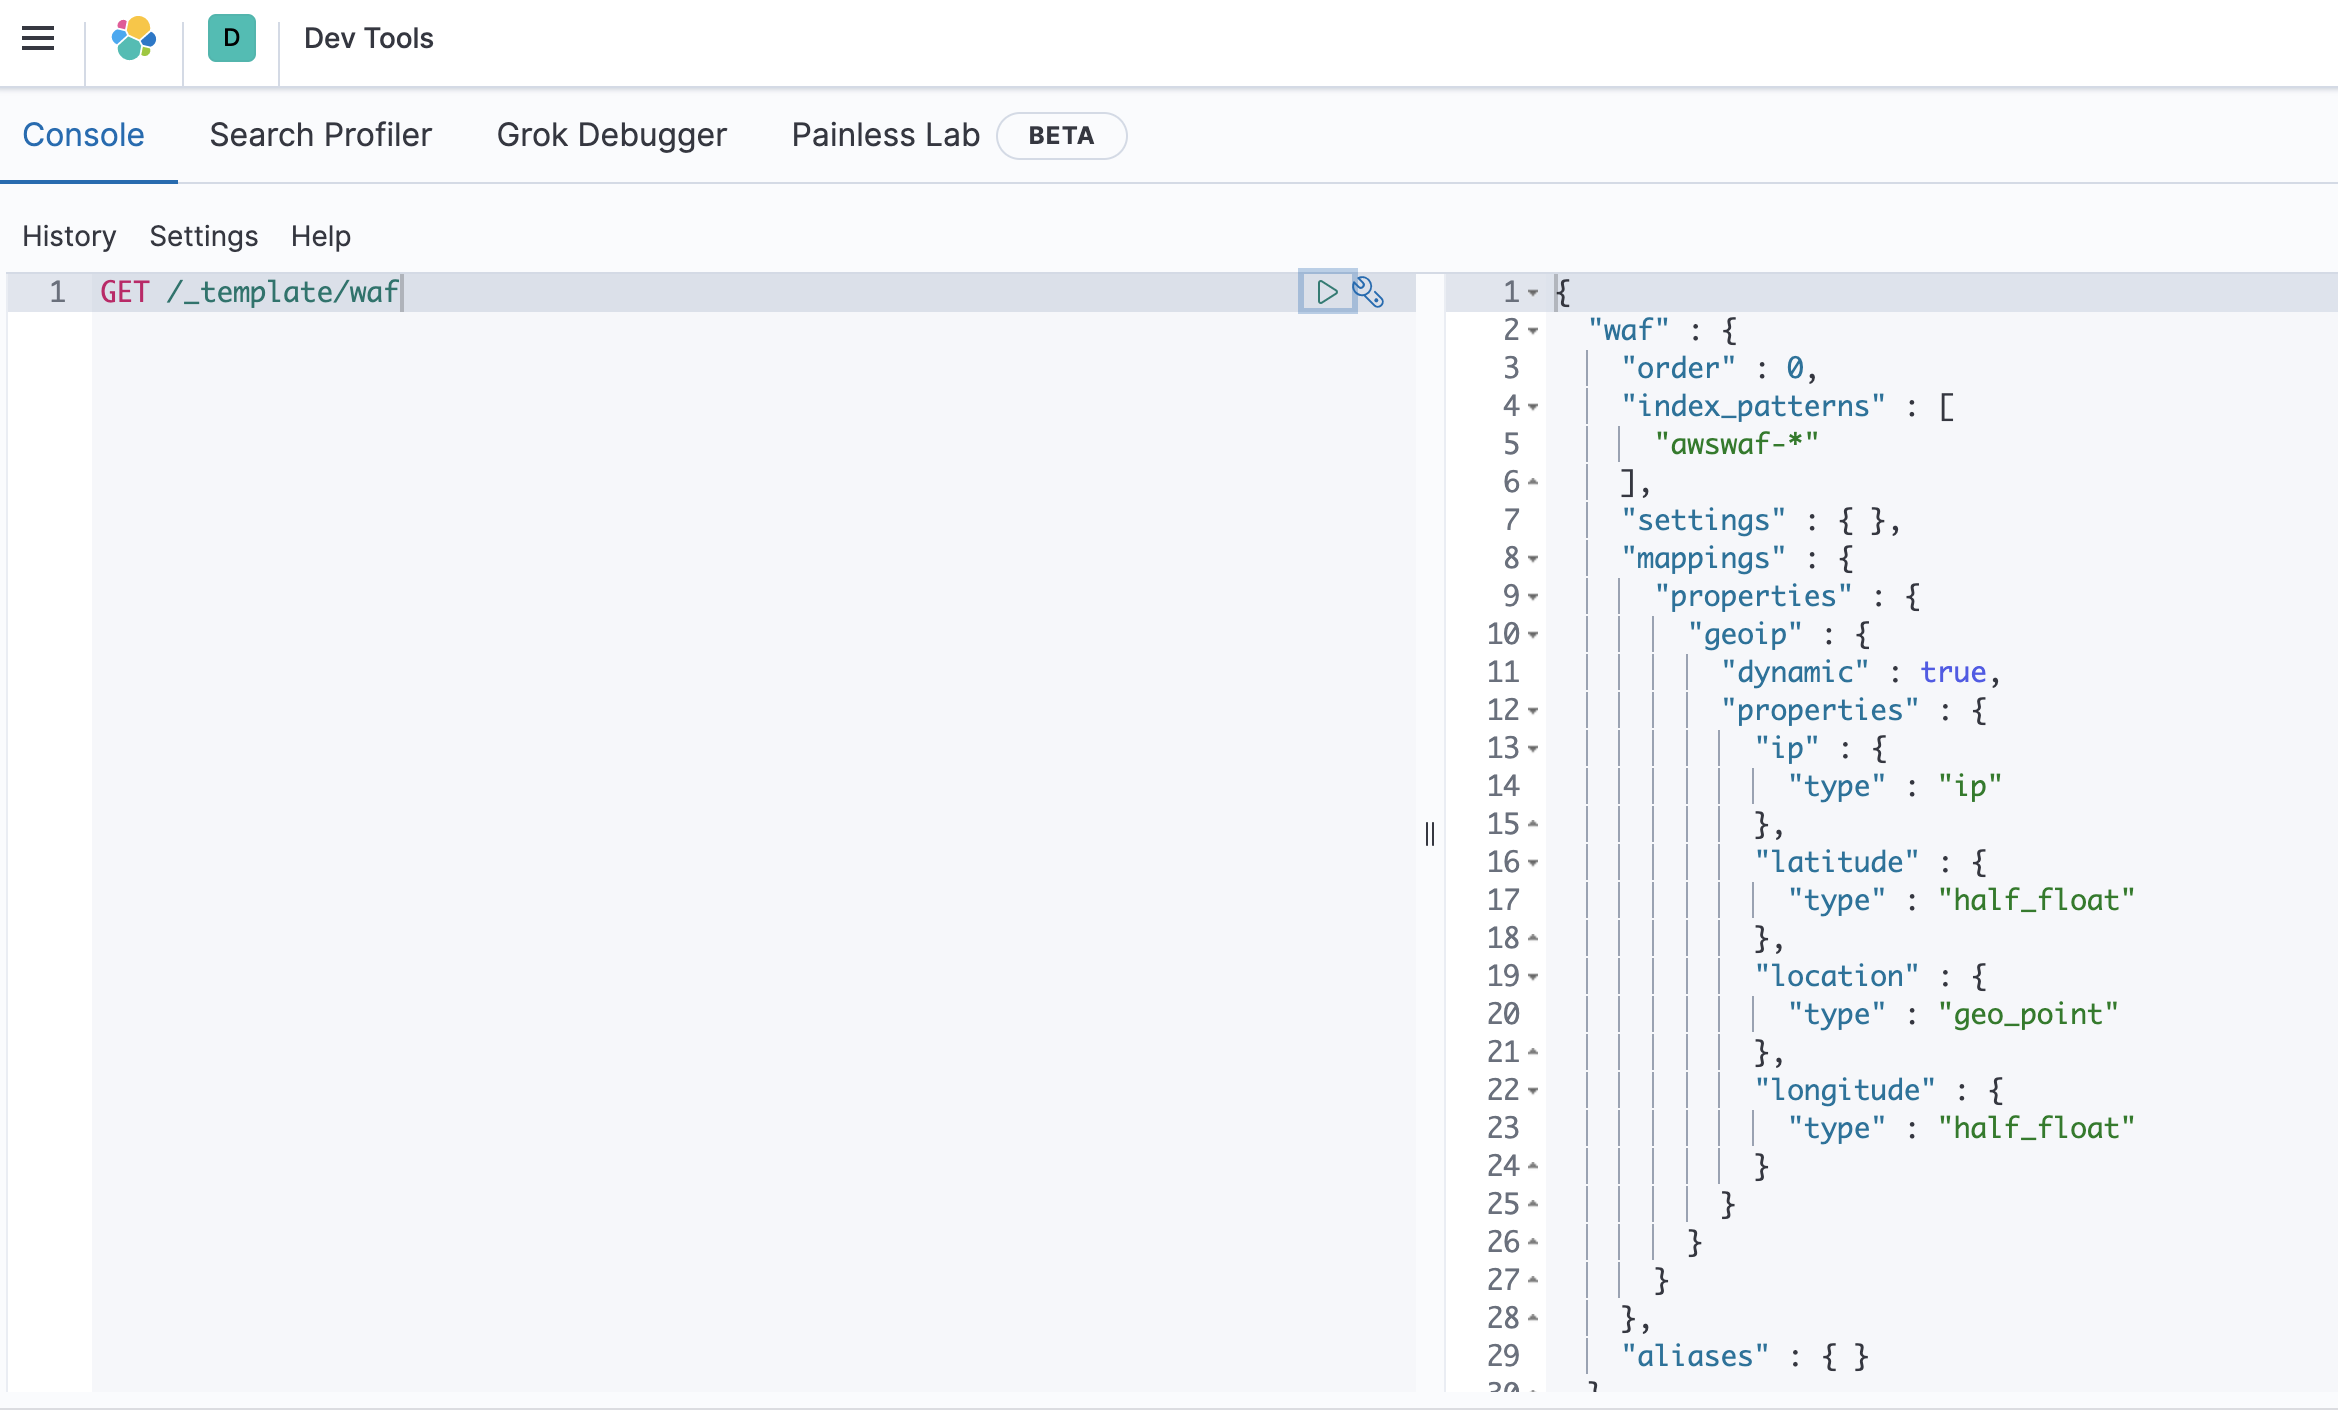 D Dev Tools
Console Search Profiler Grok Debugger Painless Lab BETA
History Settings Help
1 GET /_template/waf
1 {
2 "waf" : {
3 "order" : 0,
4 "index_patterns" : [
5 "awswaf-*"
6 ],
7 "settings" : { },
8 "mappings" : {
9 "properties" : {
10 "geoip" : {
11 "dynamic" : true,
12 "properties" : {
13 "ip" : {
14 "type" : "ip"
15 },
16 "latitude" : {
17 "type" : "half_float"
18 },
19 "location" : {
20 "type" : "geo_point"
21 },
22 "longitude" : {
23 "type" : "half_float"
24 }
25 }
26 }
27 }
28 },
29 "aliases" : { }
30 }